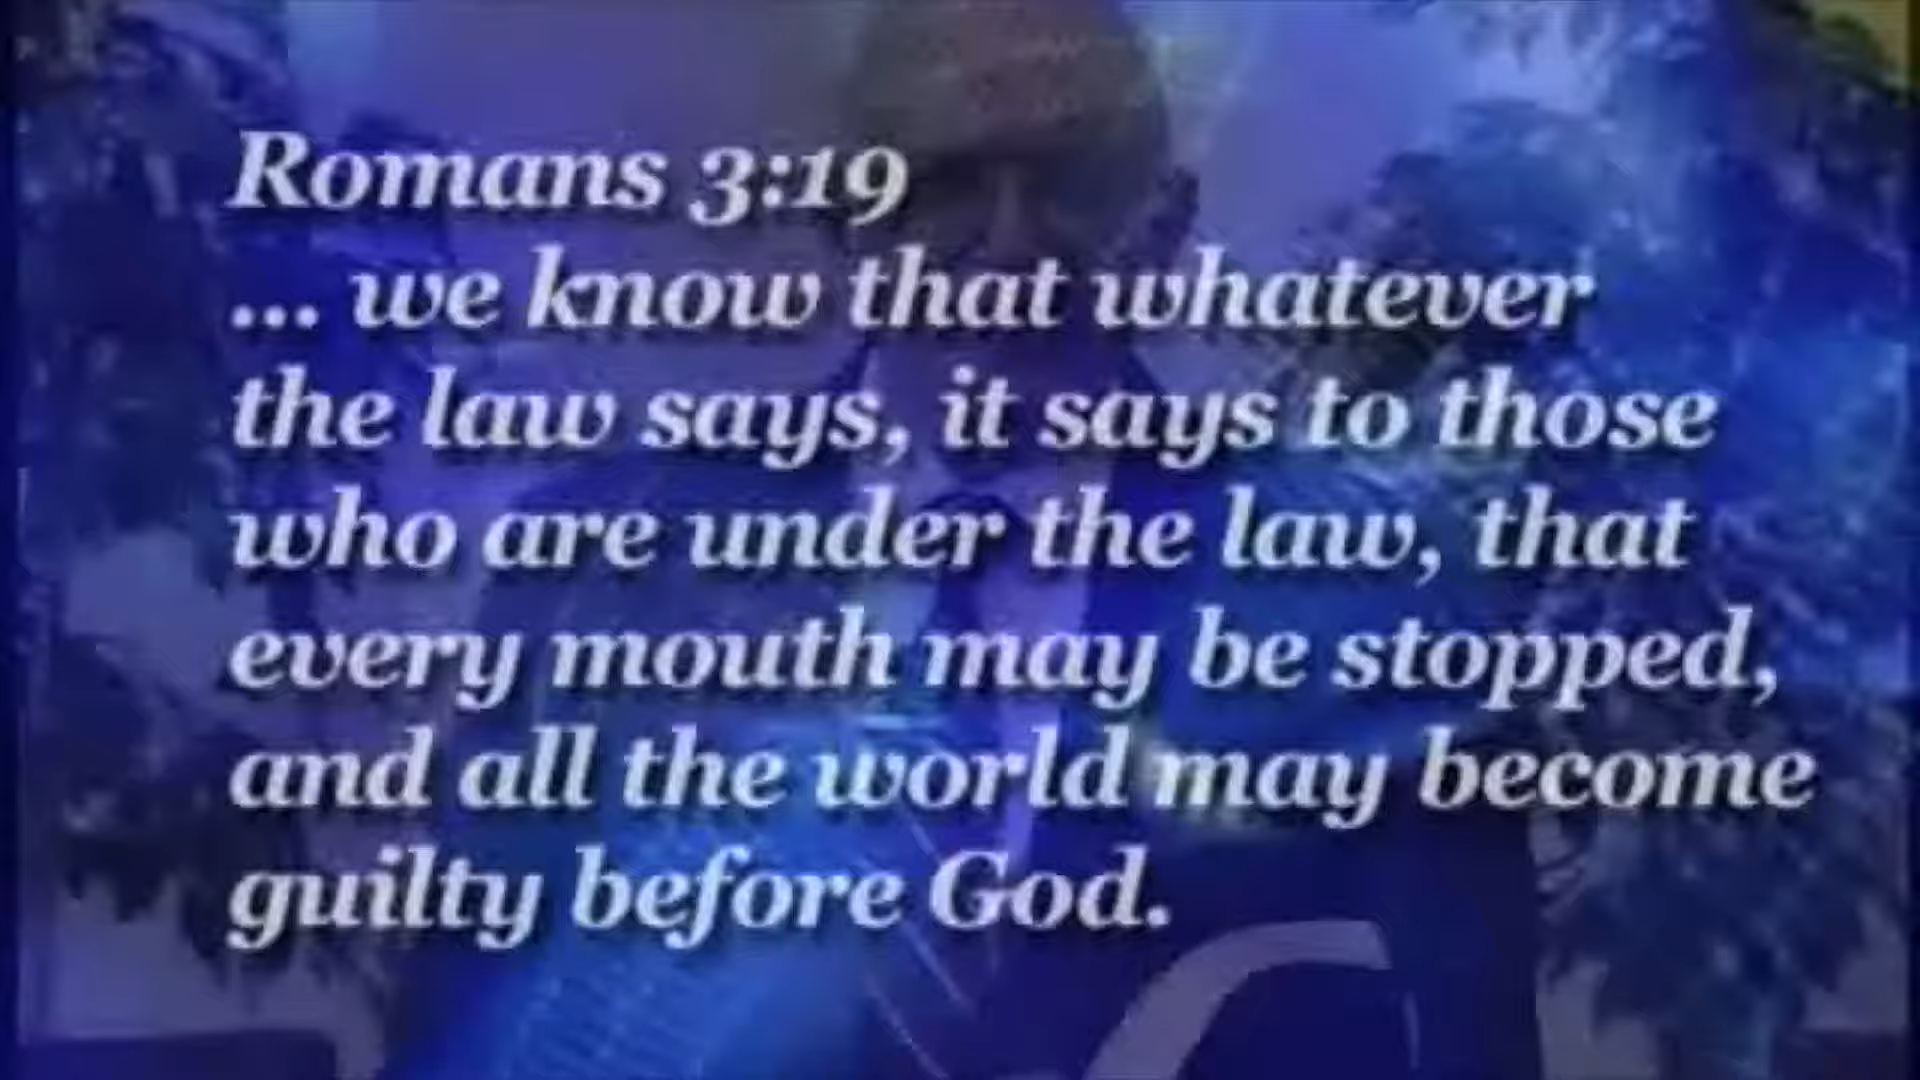 Romans 3:19
... we know that whatever
the law says, it says to those
who are under the law, that
every mouth may be stopped,
and all the world may become
guilty before God.